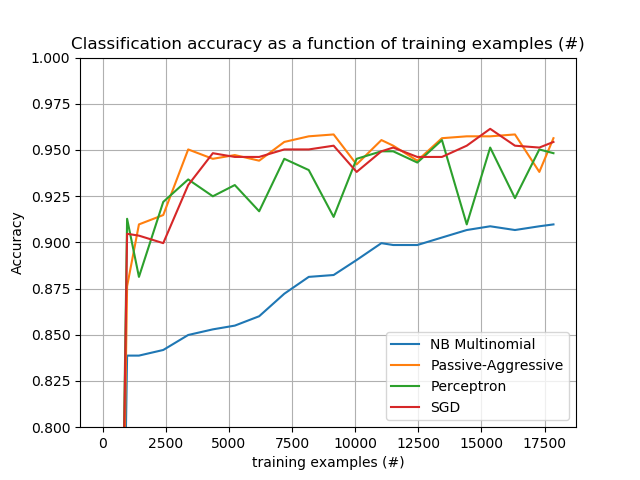 Classification accuracy as a function of training examples (#)
1.000
0.975
0.950
0.925
0.900
0.875
0.850
0.825
0.800
Accuracy
NB Multinomial
Passive-Aggressive
Perceptron
SGD
0 2500 5000 7500 10000 12500 15000 17500
training examples (#)